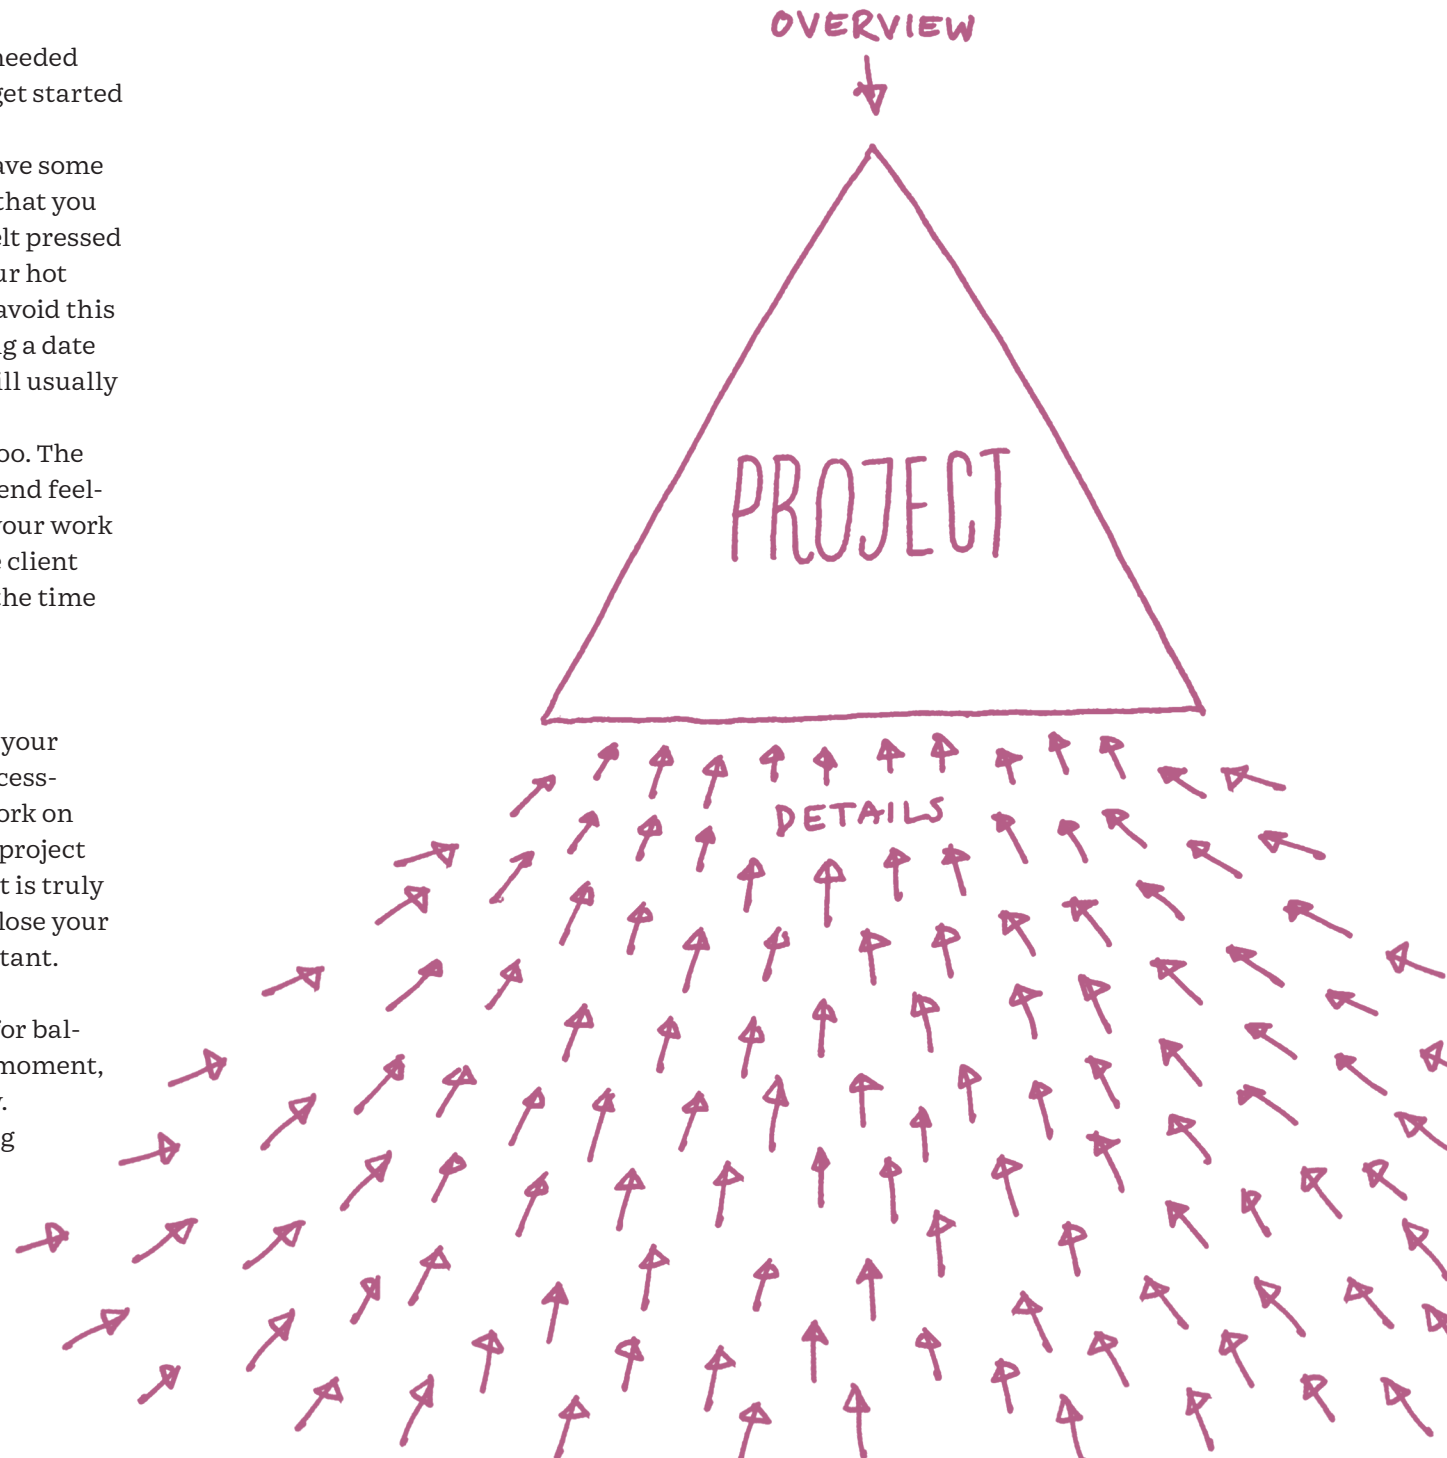 needed
get started
ave some
that you
elt pressed
ur hot
avoid this
g a date
ill usually
oo. The
end feel-
your work
e client
the time
your
cess-
ork on
project
t is truly
lose your
tant.
for bal-
moment,
g
OVERVIEW
PROJECT
DETAILS